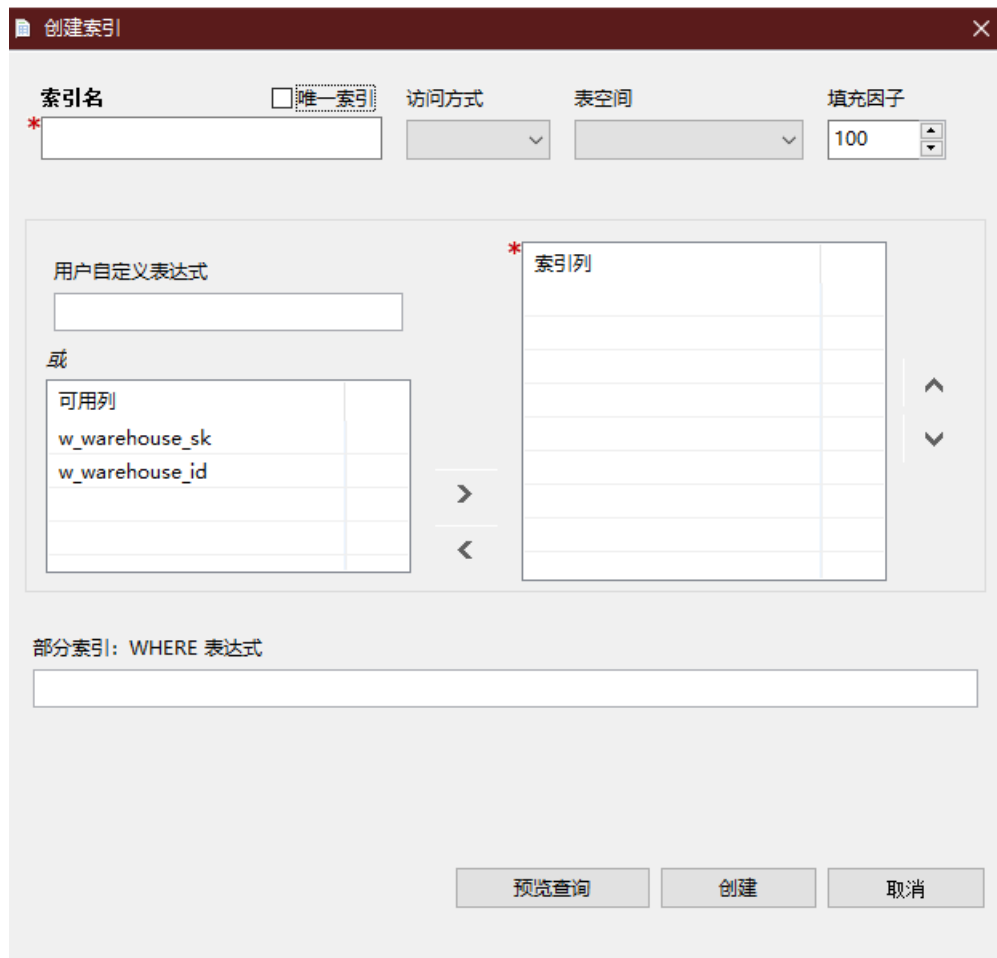 创建索引
索引名 唯一索引 访问方式 表空间 填充因子
*
100
用户自定义表达式
* 索引列
或
可用列
w_warehouse_sk
w_warehouse_id
部分索引：WHERE 表达式
预览查询 创建 取消